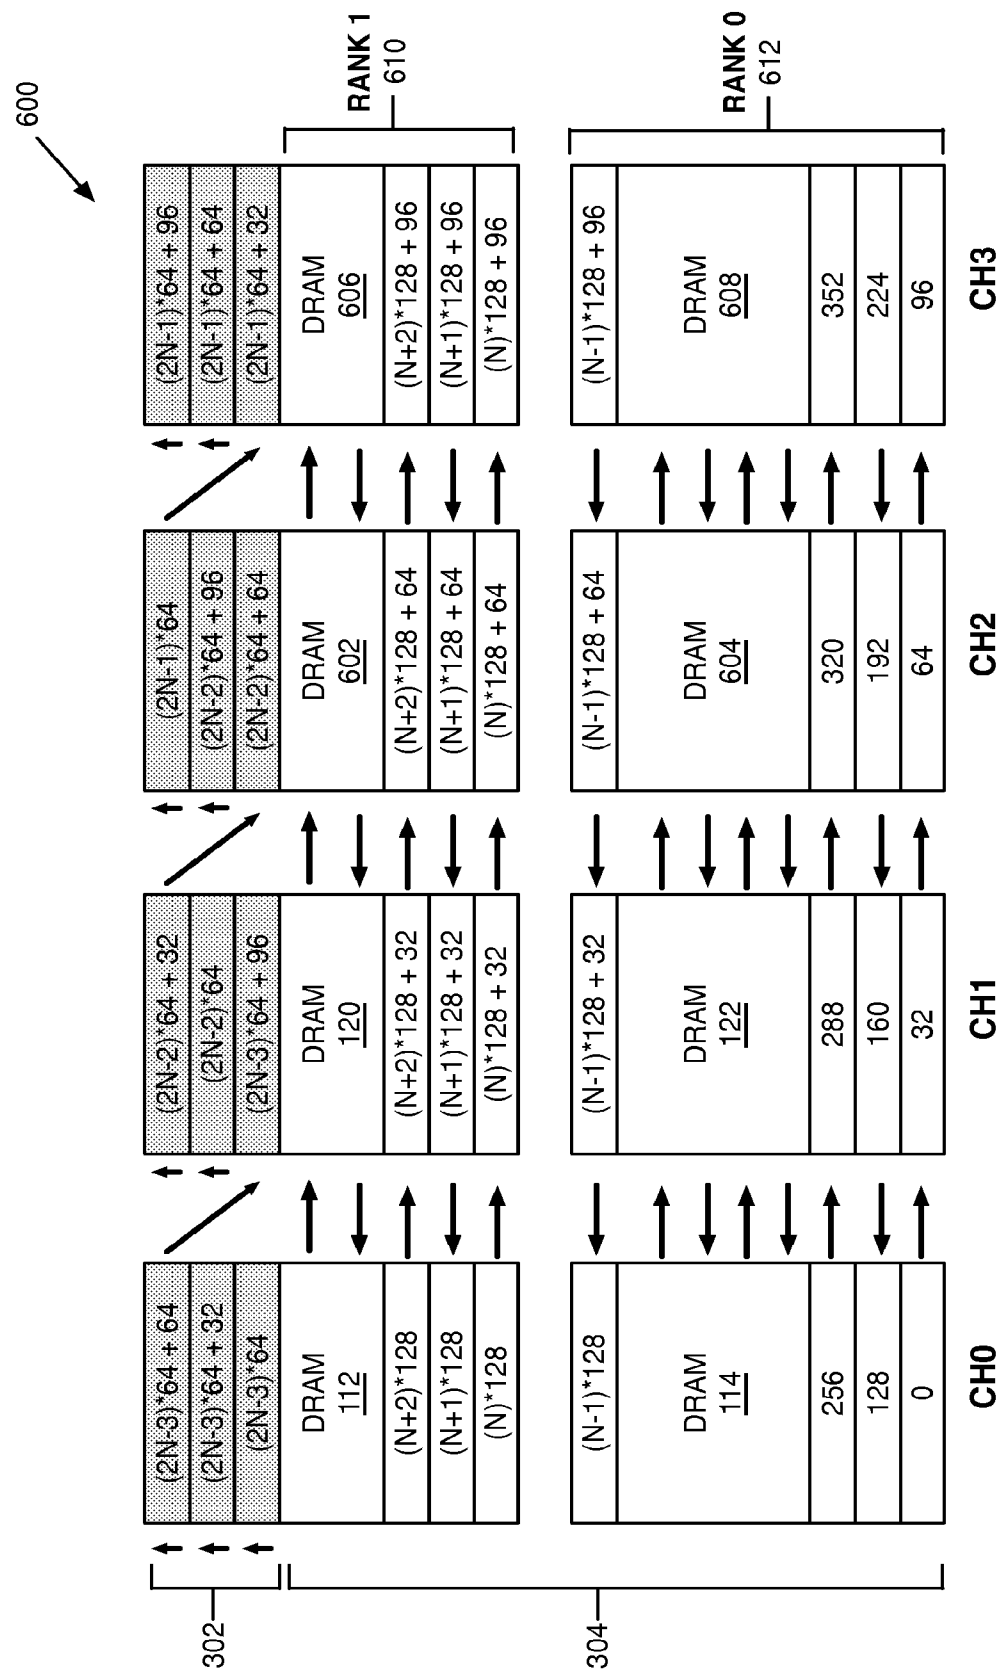 600
302
304
(2N-3)*64 + 64
(2N-3)*64 + 32
(2N-3)*64
DRAM
112
(N+2)*128
(N+1)*128
(N)*128
(N-1)*128
DRAM
114
256
128
0
CH0
(2N-2)*64 + 32
(2N-2)*64
(2N-3)*64 + 96
DRAM
120
(N+2)*128 + 32
(N+1)*128 + 32
(N)*128 + 32
(N-1)*128 + 32
DRAM
122
288
160
32
CH1
(2N-1)*64
(2N-2)*64 + 96
(2N-2)*64 + 64
DRAM
602
(N+2)*128 + 64
(N+1)*128 + 64
(N)*128 + 64
(N-1)*128 + 64
DRAM
604
320
192
64
CH2
(2N-1)*64 + 96
(2N-1)*64 + 64
(2N-1)*64 + 32
DRAM
606
(N+2)*128 + 96
(N+1)*128 + 96
(N)*128 + 96
(N-1)*128 + 96
DRAM
608
352
224
96
CH3
RANK 1
610
RANK 0
612